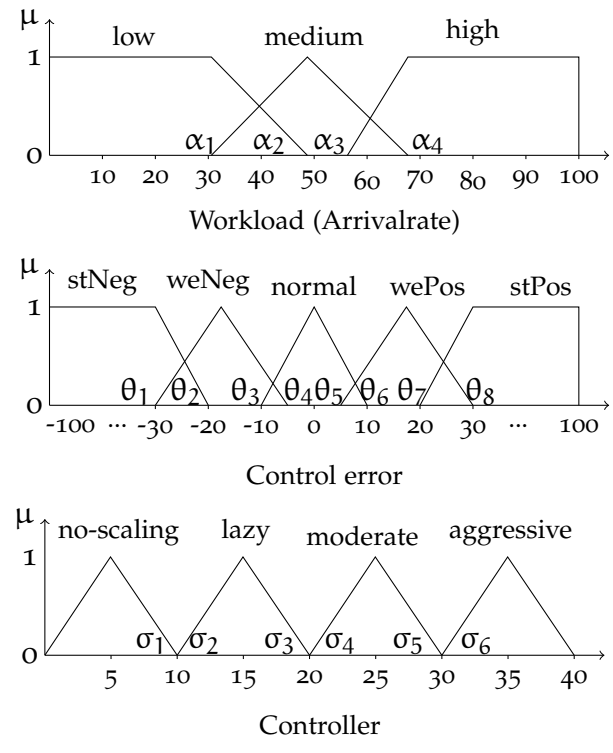 μ
low medium high
1
α1 α2 α3 α4
0
10 20 30 40 50 60 70 80 90 100
Workload (Arrivalrate)
μ
stNeg weNeg normal wePos stPos
1
θ1 θ2 θ3 θ4 θ5 θ6 θ7 θ8
0
-100 ... -30 -20 -10 0 10 20 30 ... 100
Control error
μ
no-scaling lazy moderate aggressive
1
σ1 σ2 σ3 σ4 σ5 σ6
0
5 10 15 20 25 30 35 40
Controller